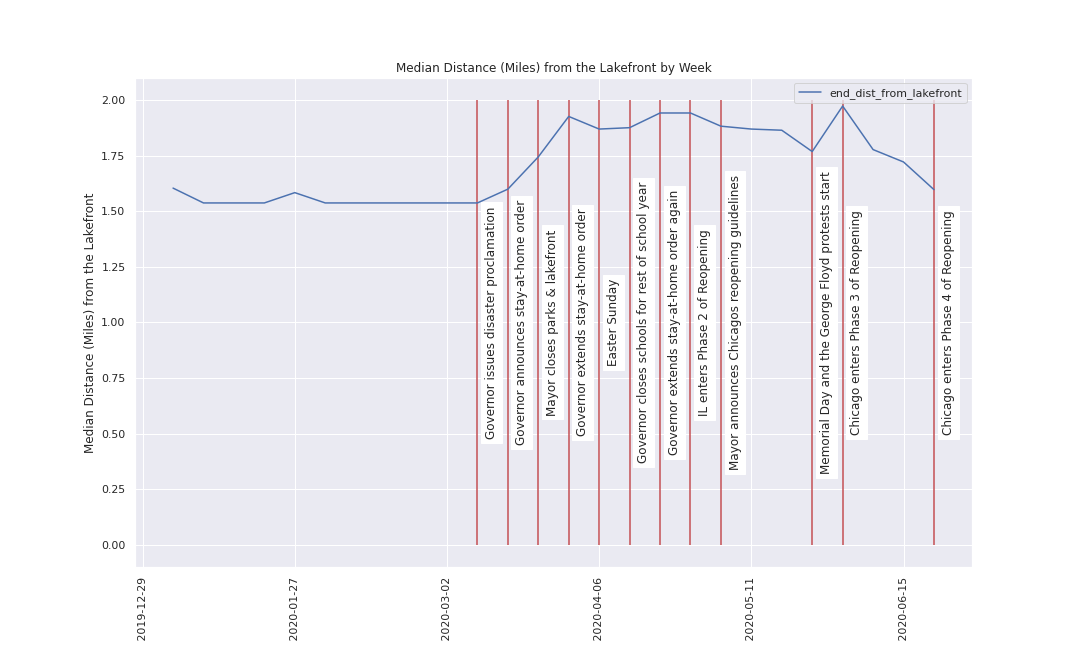 Median Distance (Miles) from the Lakefront by Week
end_dist_from_lakefront
Median Distance (Miles) from the Lakefront
2.00
1.75
1.50
1.25
1.00
0.75
0.50
0.25
0.00
Governor issues disaster proclamation
Governor announces stay-at-home order
Mayor closes parks & lakefront
Governor extends stay-at-home order
Easter Sunday
Governor closes schools for rest of school year
Governor extends stay-at-home order again
IL enters Phase 2 of Reopening
Mayor announces Chicagos reopening guidelines
Memorial Day and the George Floyd protests start
Chicago enters Phase 3 of Reopening
Chicago enters Phase 4 of Reopening
2019-12-29
2020-01-27
2020-03-02
2020-04-06
2020-05-11
2020-06-15